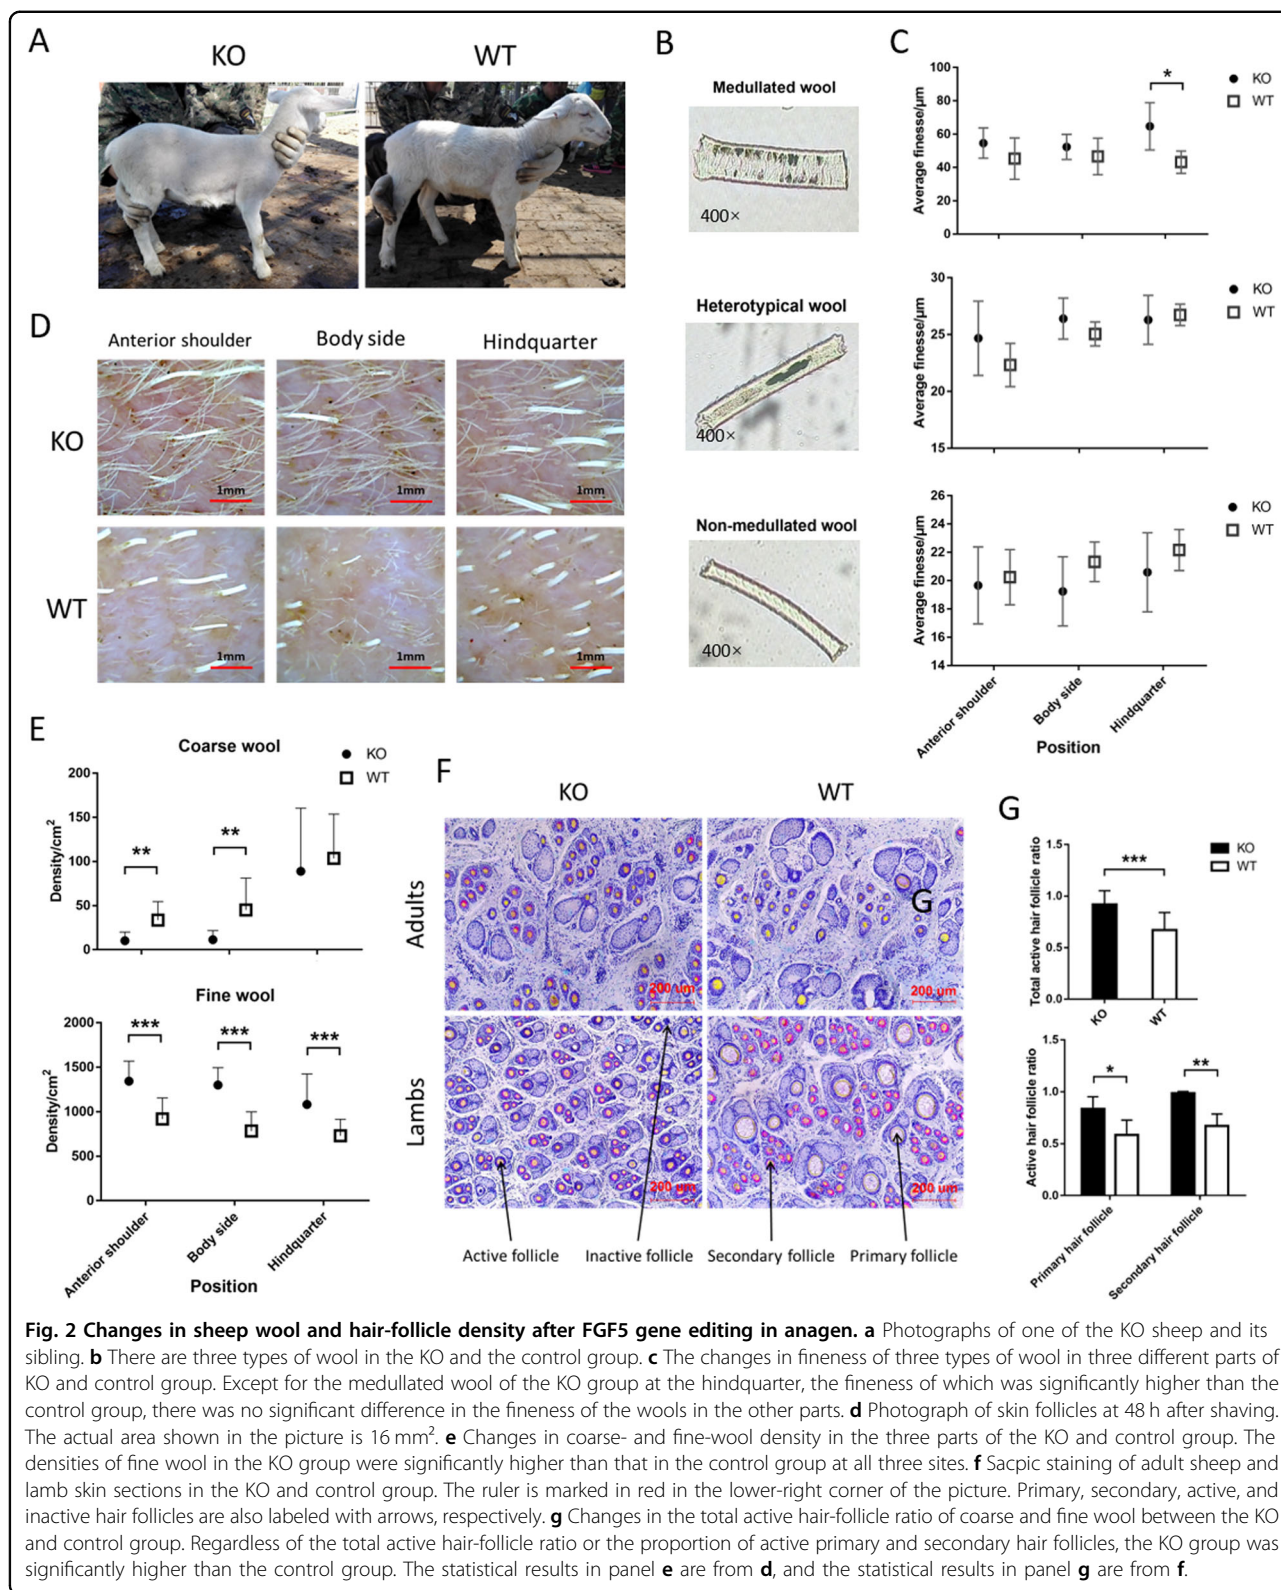 A
KO
WT
B
Medullated wool
400×
Heterotypical wool
400×
Non-medullated wool
400×
C
Average finesse/µm
100
80
60
40
20
0
*
KO
WT
Average finesse/µm
30
25
20
15
KO
WT
Average finesse/µm
26
24
22
20
18
16
14
KO
WT
Anterior shoulder
Body side
Hindquarter
Position
D
Anterior shoulder
Body side
Hindquarter
KO
1mm
1mm
1mm
WT
1mm
1mm
1mm
E
Coarse wool
KO
WT
Density/cm²
200
150
100
50
0
**
**
Fine wool
Density/cm²
2000
1500
1000
500
0
***
***
***
Anterior shoulder
Body side
Hindquarter
Position
F
KO
WT
Adults
200 um
G
200 um
Lambs
200 um
200 um
Active follicle
Inactive follicle
Secondary follicle
Primary follicle
G
Total active hair follicle ratio
1.5
1.0
0.5
0.0
***
KO
WT
KO
WT
Active hair follicle ratio
1.5
1.0
0.5
0.0
*
**
Primary hair follicle
Secondary hair follicle
Fig. 2 Changes in sheep wool and hair-follicle density after FGF5 gene editing in anagen. a Photographs of one of the KO sheep and its
sibling. b There are three types of wool in the KO and the control group. c The changes in fineness of three types of wool in three different parts of
KO and control group. Except for the medullated wool of the KO group at the hindquarter, the fineness of which was significantly higher than the
control group, there was no significant difference in the fineness of the wools in the other parts. d Photograph of skin follicles at 48 h after shaving.
The actual area shown in the picture is 16 mm². e Changes in coarse- and fine-wool density in the three parts of the KO and control group. The
densities of fine wool in the KO group were significantly higher than that in the control group at all three sites. f Sacpic staining of adult sheep and
lamb skin sections in the KO and control group. The ruler is marked in red in the lower-right corner of the picture. Primary, secondary, active, and
inactive hair follicles are also labeled with arrows, respectively. g Changes in the total active hair-follicle ratio of coarse and fine wool between the KO
and control group. Regardless of the total active hair-follicle ratio or the proportion of active primary and secondary hair follicles, the KO group was
significantly higher than the control group. The statistical results in panel e are from d, and the statistical results in panel g are from f.